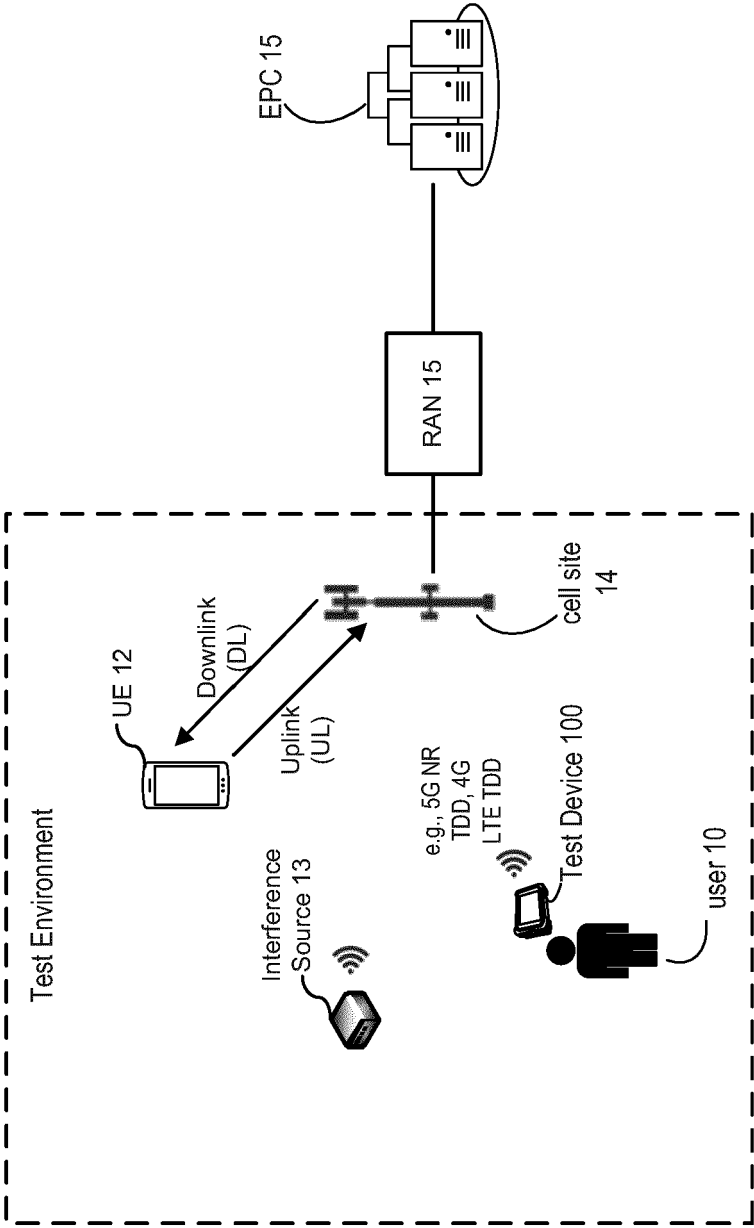 Test Environment
UE 12
Downlink
(DL)
Uplink
(UL)
Interference
Source 13
e.g., 5G NR
TDD, 4G
LTE TDD
Test Device 100
user 10
cell site
14
RAN 15
EPC 15